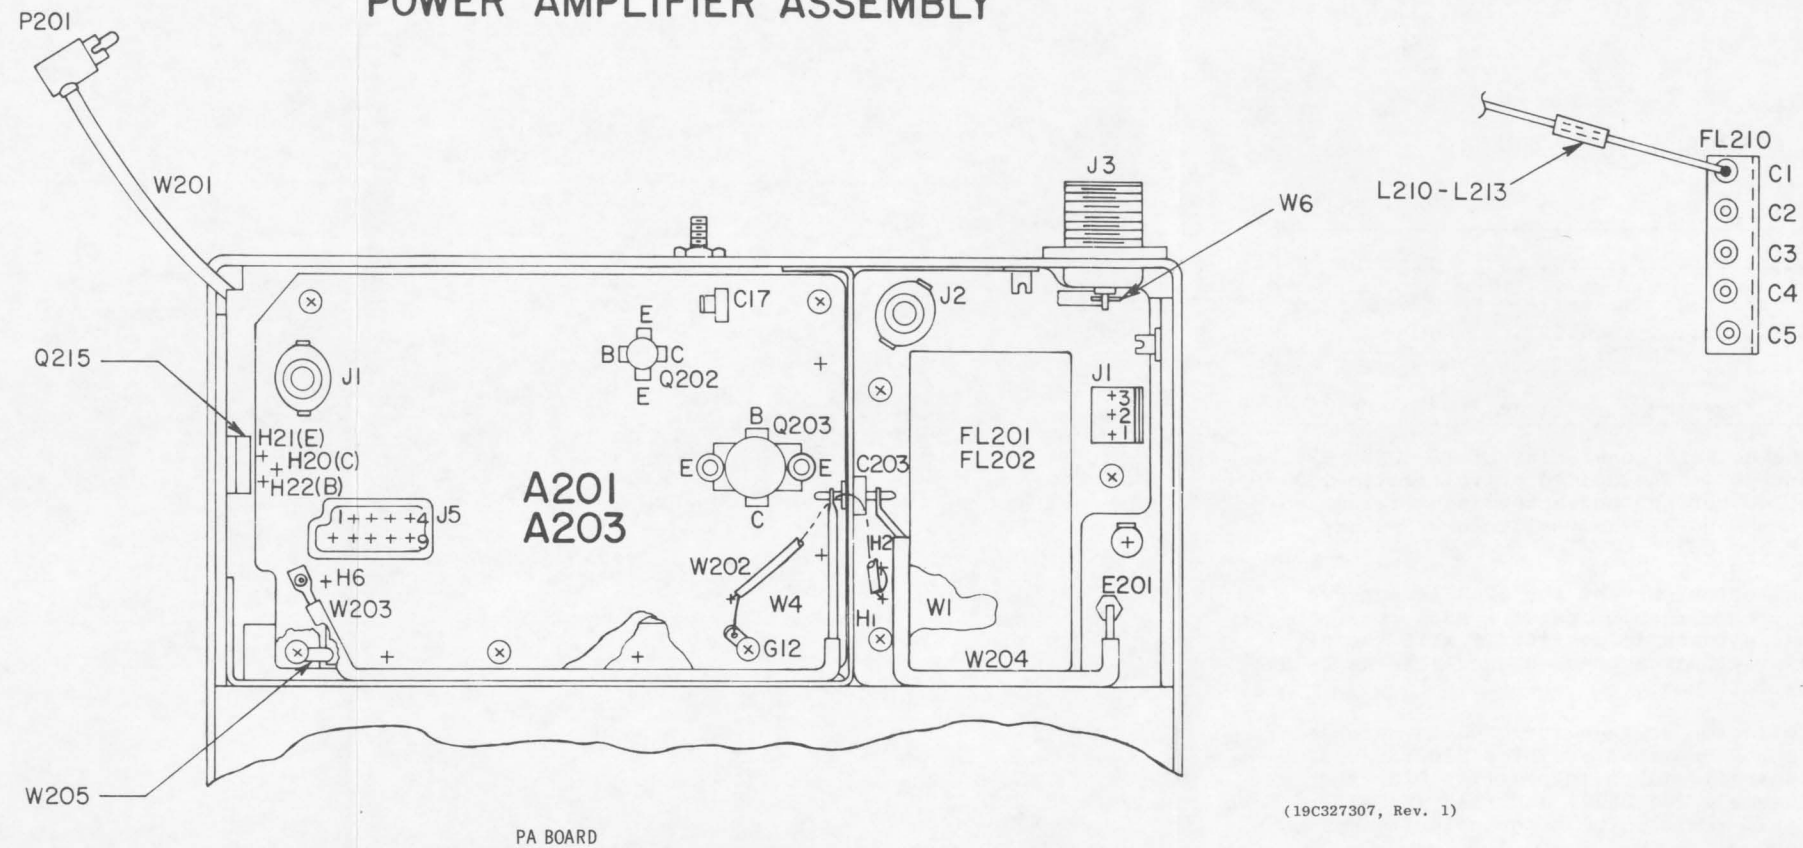 POWER AMPLIFIER ASSEMBLY
P201
W201
Q215
J3
W6
L210-L213
FL210
C1
C2
C3
C4
C5
C17
J2
E
B C
Q202
E
J1
J1
+3
+2
+1
B
Q203
E E
C
H21(E)
+ + H20(C)
+ H22(B)
FL201
FL202
C203
A201
A203
1 + + + + 4 J5
+ + + + + 9
H2
W202
+H6
W203
W4
H1
W1
E201
G12
W204
W205
(19C327307, Rev. 1)
PA BOARD